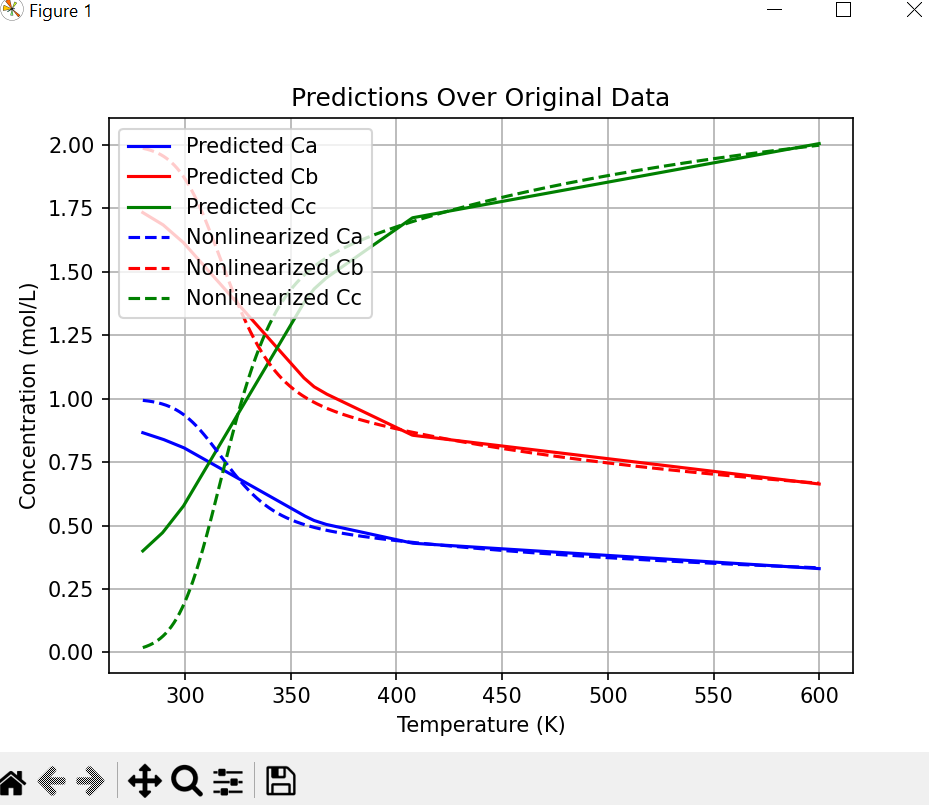 Figure 1
Predictions Over Original Data
Predicted Ca
Predicted Cb
Predicted Cc
Nonlinearized Ca
Nonlinearized Cb
Nonlinearized Cc
Concentration (mol/L)
2.00
1.75
1.50
1.25
1.00
0.75
0.50
0.25
0.00
300 350 400 450 500 550 600
Temperature (K)